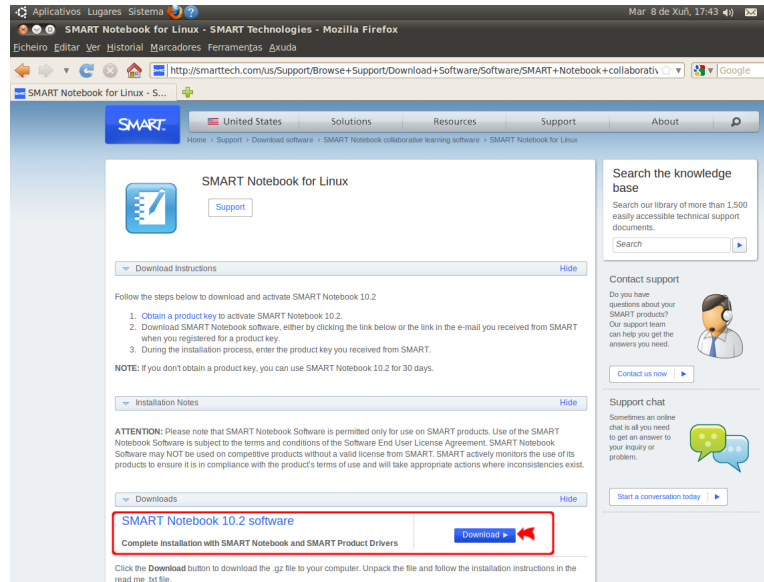 Aplicativos Lugares Sistema
Mar 8 de Xuñ, 17:43
SMART Notebook for Linux - SMART Technologies - Mozilla Firefox
Ficheiro Editar Ver Historial Marcadores Ferramentas Axuda
http://smarttech.com/us/Support/Browse+Support/Download+Software/Software/SMART+Notebook+collaborativ
Google
SMART Notebook for Linux - S...
SMART
United States Solutions Resources Support About
Home > Support > Download software > SMART Notebook collaborative learning software > SMART Notebook for Linux
SMART Notebook for Linux
Support
Download Instructions Hide
Follow the steps below to download and activate SMART Notebook 10.2
1. Obtain a product key to activate SMART Notebook 10.2.
2. Download SMART Notebook software, either by clicking the link below or the link in the e-mail you received from SMART
when you registered for a product key.
3. During the installation process, enter the product key you received from SMART.
NOTE: If you don't obtain a product key, you can use SMART Notebook 10.2 for 30 days.
Installation Notes Hide
ATTENTION: Please note that SMART Notebook Software is permitted only for use on SMART products. Use of the SMART
Notebook Software is subject to the terms and conditions of the Software End User License Agreement. SMART Notebook
Software may NOT be used on competitive products without a valid license from SMART. SMART actively monitors the use of its
products to ensure it is in compliance with the product's terms of use and will take appropriate actions where inconsistencies exist.
Downloads Hide
SMART Notebook 10.2 software
Complete installation with SMART Notebook and SMART Product Drivers
Download
Click the Download button to download the .gz file to your computer. Unpack the file and follow the installation instructions in the
read me .txt file.
Search the knowledge
base
Search our library of more than 1,500
easily accessible technical support
documents.
Search
Contact support
Do you have
questions about your
SMART products?
Our support team
can help you get the
answers you need.
Contact us now
Support chat
Sometimes an online
chat is all you need
to get an answer to
your inquiry or
problem.
Start a conversation today